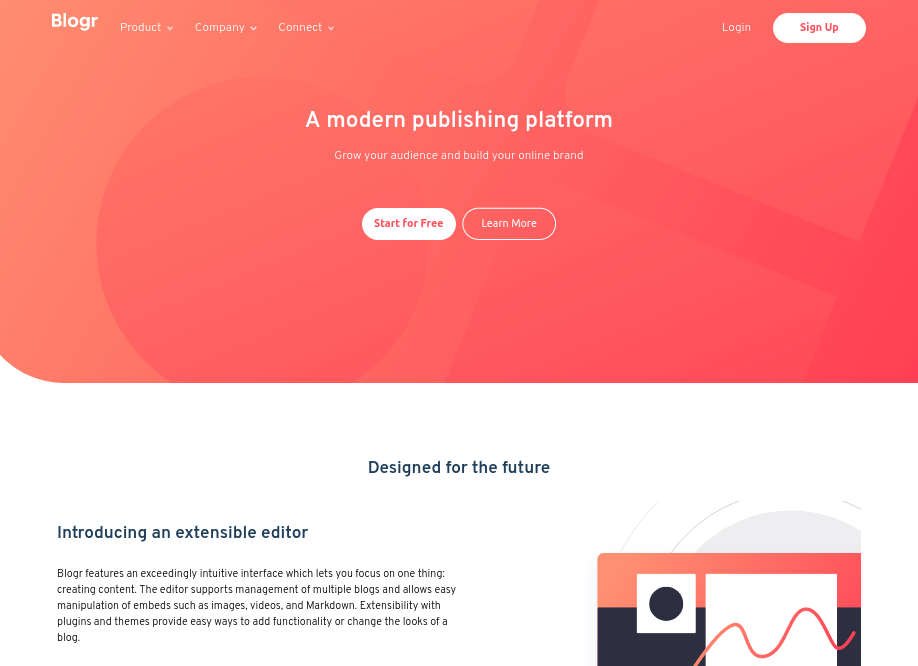 Blogr
Product
Company
Connect
Login
Sign Up
A modern publishing platform
Grow your audience and build your online brand
Start for Free
Learn More
Designed for the future
Introducing an extensible editor
Blogr features an exceedingly intuitive interface which lets you focus on one thing:
creating content. The editor supports management of multiple blogs and allows easy
manipulation of embeds such as images, videos, and Markdown. Extensibility with
plugins and themes provide easy ways to add functionality or change the looks of a
blog.